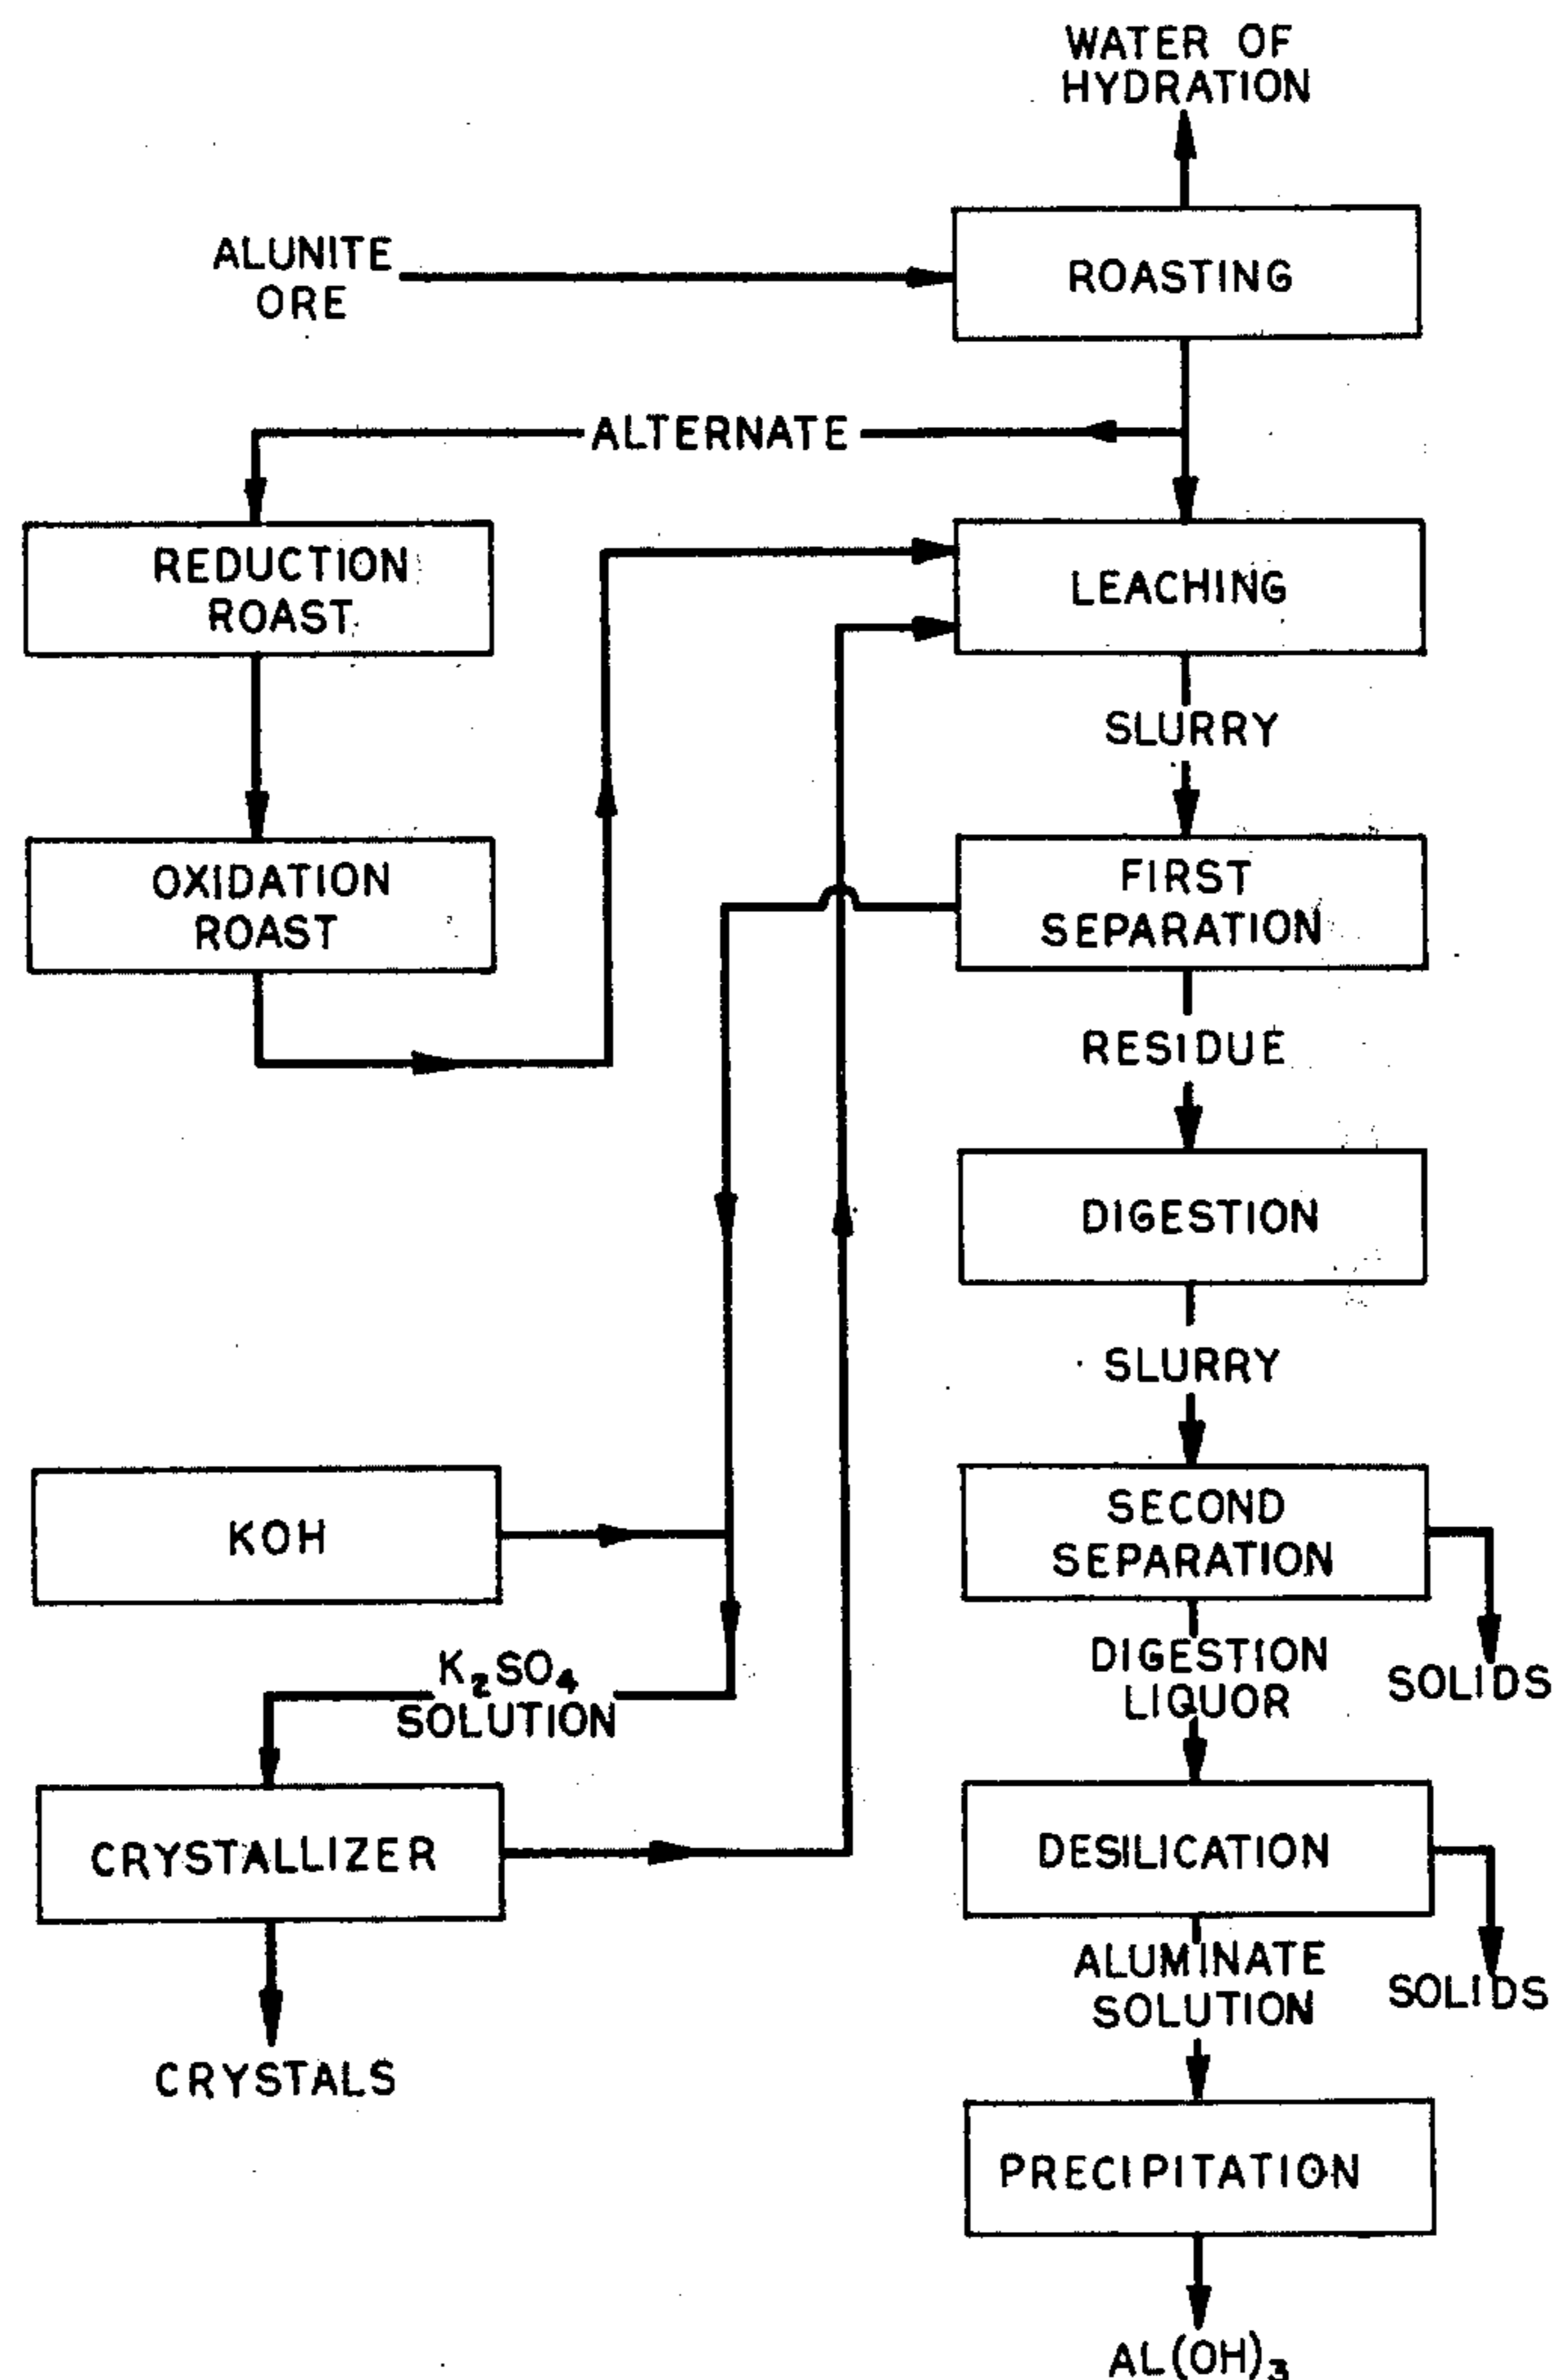 WATER OF
HYDRATION
ALUNITE
ORE
ROASTING
ALTERNATE
REDUCTION
ROAST
LEACHING
SLURRY
OXIDATION
ROAST
FIRST
SEPARATION
RESIDUE
DIGESTION
SLURRY
KOH
SECOND
SEPARATION
K₂SO₄
SOLUTION
DIGESTION
LIQUOR
SOLIDS
CRYSTALLIZER
DESILICATION
ALUMINATE
SOLUTION
SOLIDS
CRYSTALS
PRECIPITATION
AL(OH)₃